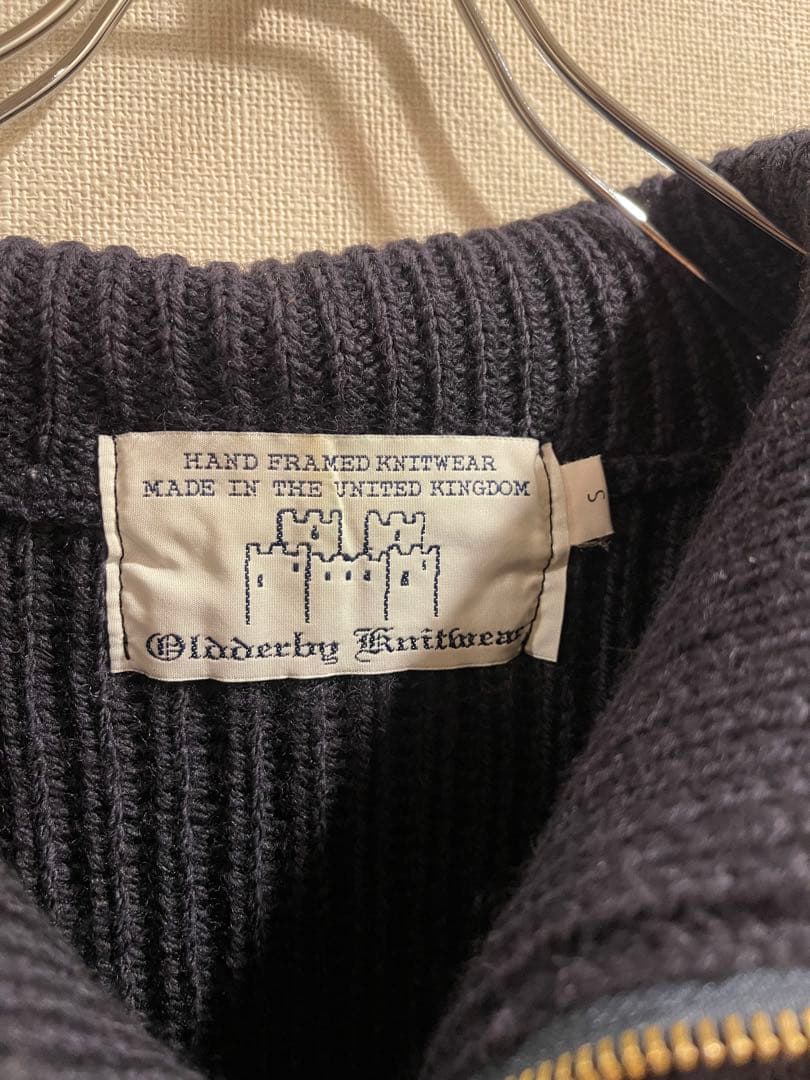 HAND FRAMED KNITWEAR
MADE IN THE UNITED KINGDOM
Oldderby Knitwear
S